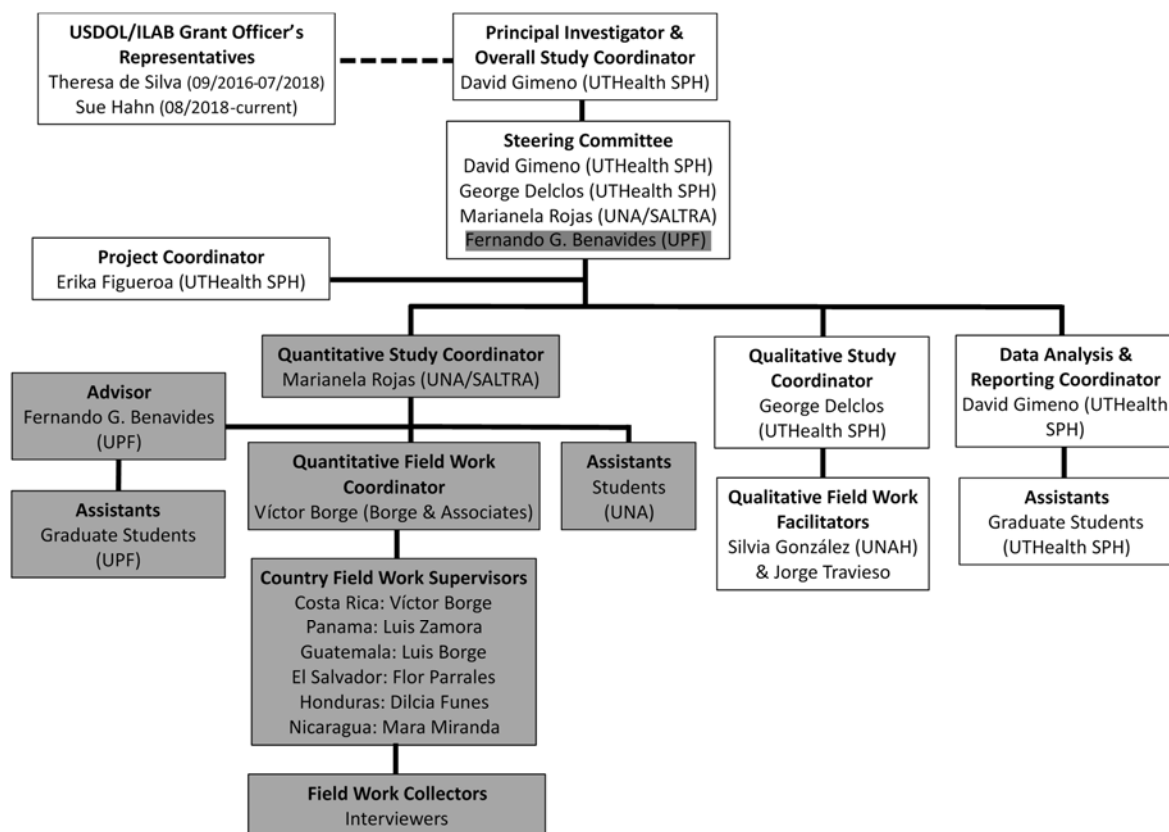 USDOL/ILAB Grant Officer's
Representatives
Theresa de Silva (09/2016-07/2018)
Sue Hahn (08/2018-current)
Principal Investigator &
Overall Study Coordinator
David Gimeno (UTHealth SPH)
Steering Committee
David Gimeno (UTHealth SPH)
George Delclos (UTHealth SPH)
Marianela Rojas (UNA/SALTRA)
Fernando G. Benavides (UPF)
Project Coordinator
Erika Figueroa (UTHealth SPH)
Quantitative Study Coordinator
Marianela Rojas (UNA/SALTRA)
Advisor
Fernando G. Benavides
(UPF)
Assistants
Graduate Students
(UPF)
Quantitative Field Work
Coordinator
Víctor Borge (Borge & Associates)
Assistants
Students
(UNA)
Country Field Work Supervisors
Costa Rica: Víctor Borge
Panama: Luis Zamora
Guatemala: Luis Borge
El Salvador: Flor Parrales
Honduras: Dilcia Funes
Nicaragua: Mara Miranda
Field Work Collectors
Interviewers
Qualitative Study
Coordinator
George Delclos
(UTHealth SPH)
Qualitative Field Work
Facilitators
Silvia González (UNAH)
& Jorge Travieso
Data Analysis &
Reporting Coordinator
David Gimeno (UTHealth
SPH)
Assistants
Graduate Students
(UTHealth SPH)